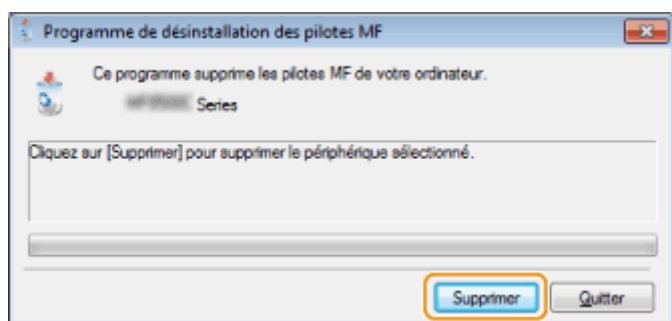 Programme de désinstallation des pilotes MF
Ce programme supprime les pilotes MF de votre ordinateur.
Series
Cliquez sur [Supprimer] pour supprimer le périphérique sélectionné.
Supprimer Quitter